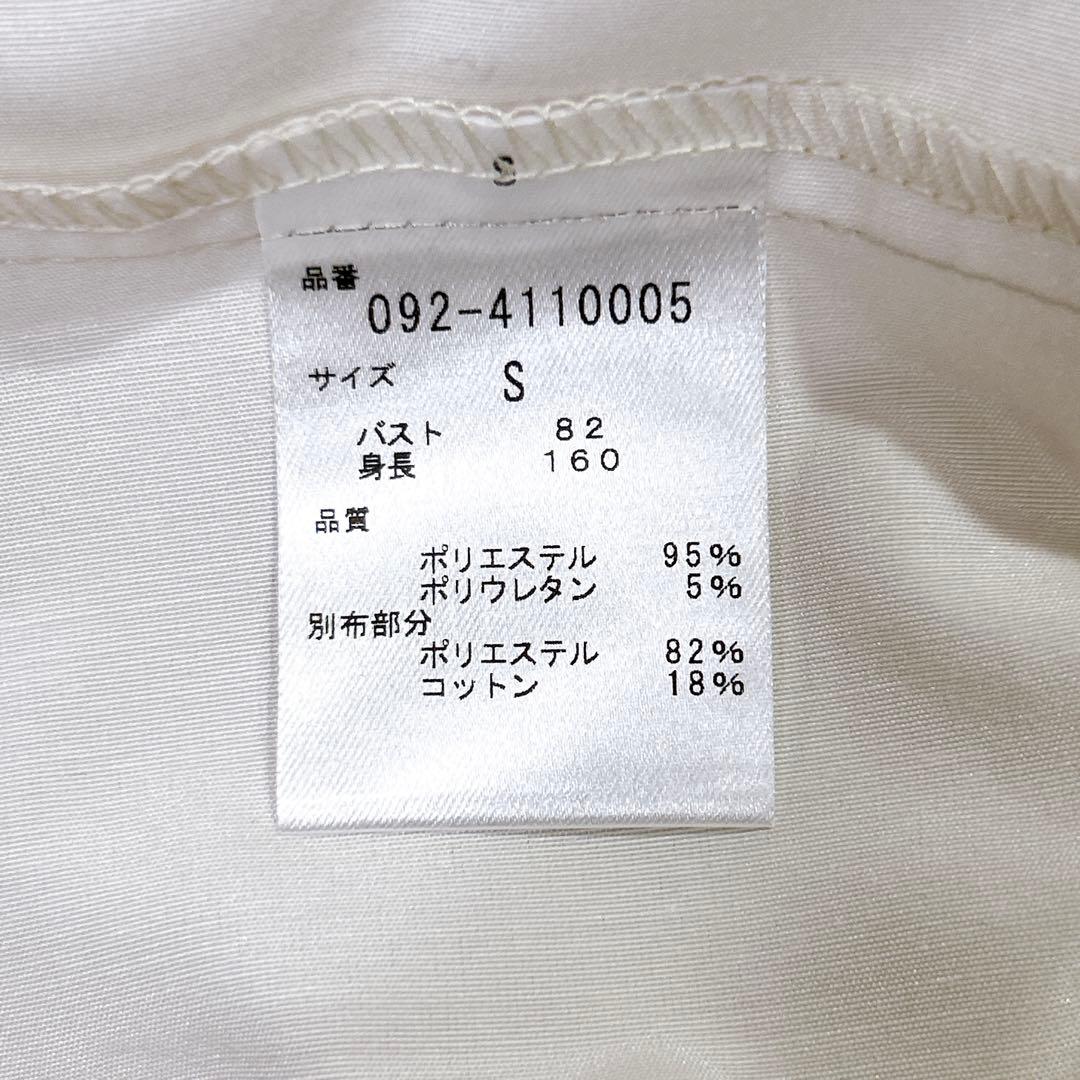 S
品番
092-4110005
サイズ S
バスト 82
身長 160
品質
ポリエステル 95%
ポリウレタン 5%
別布部分
ポリエステル 82%
コットン 18%